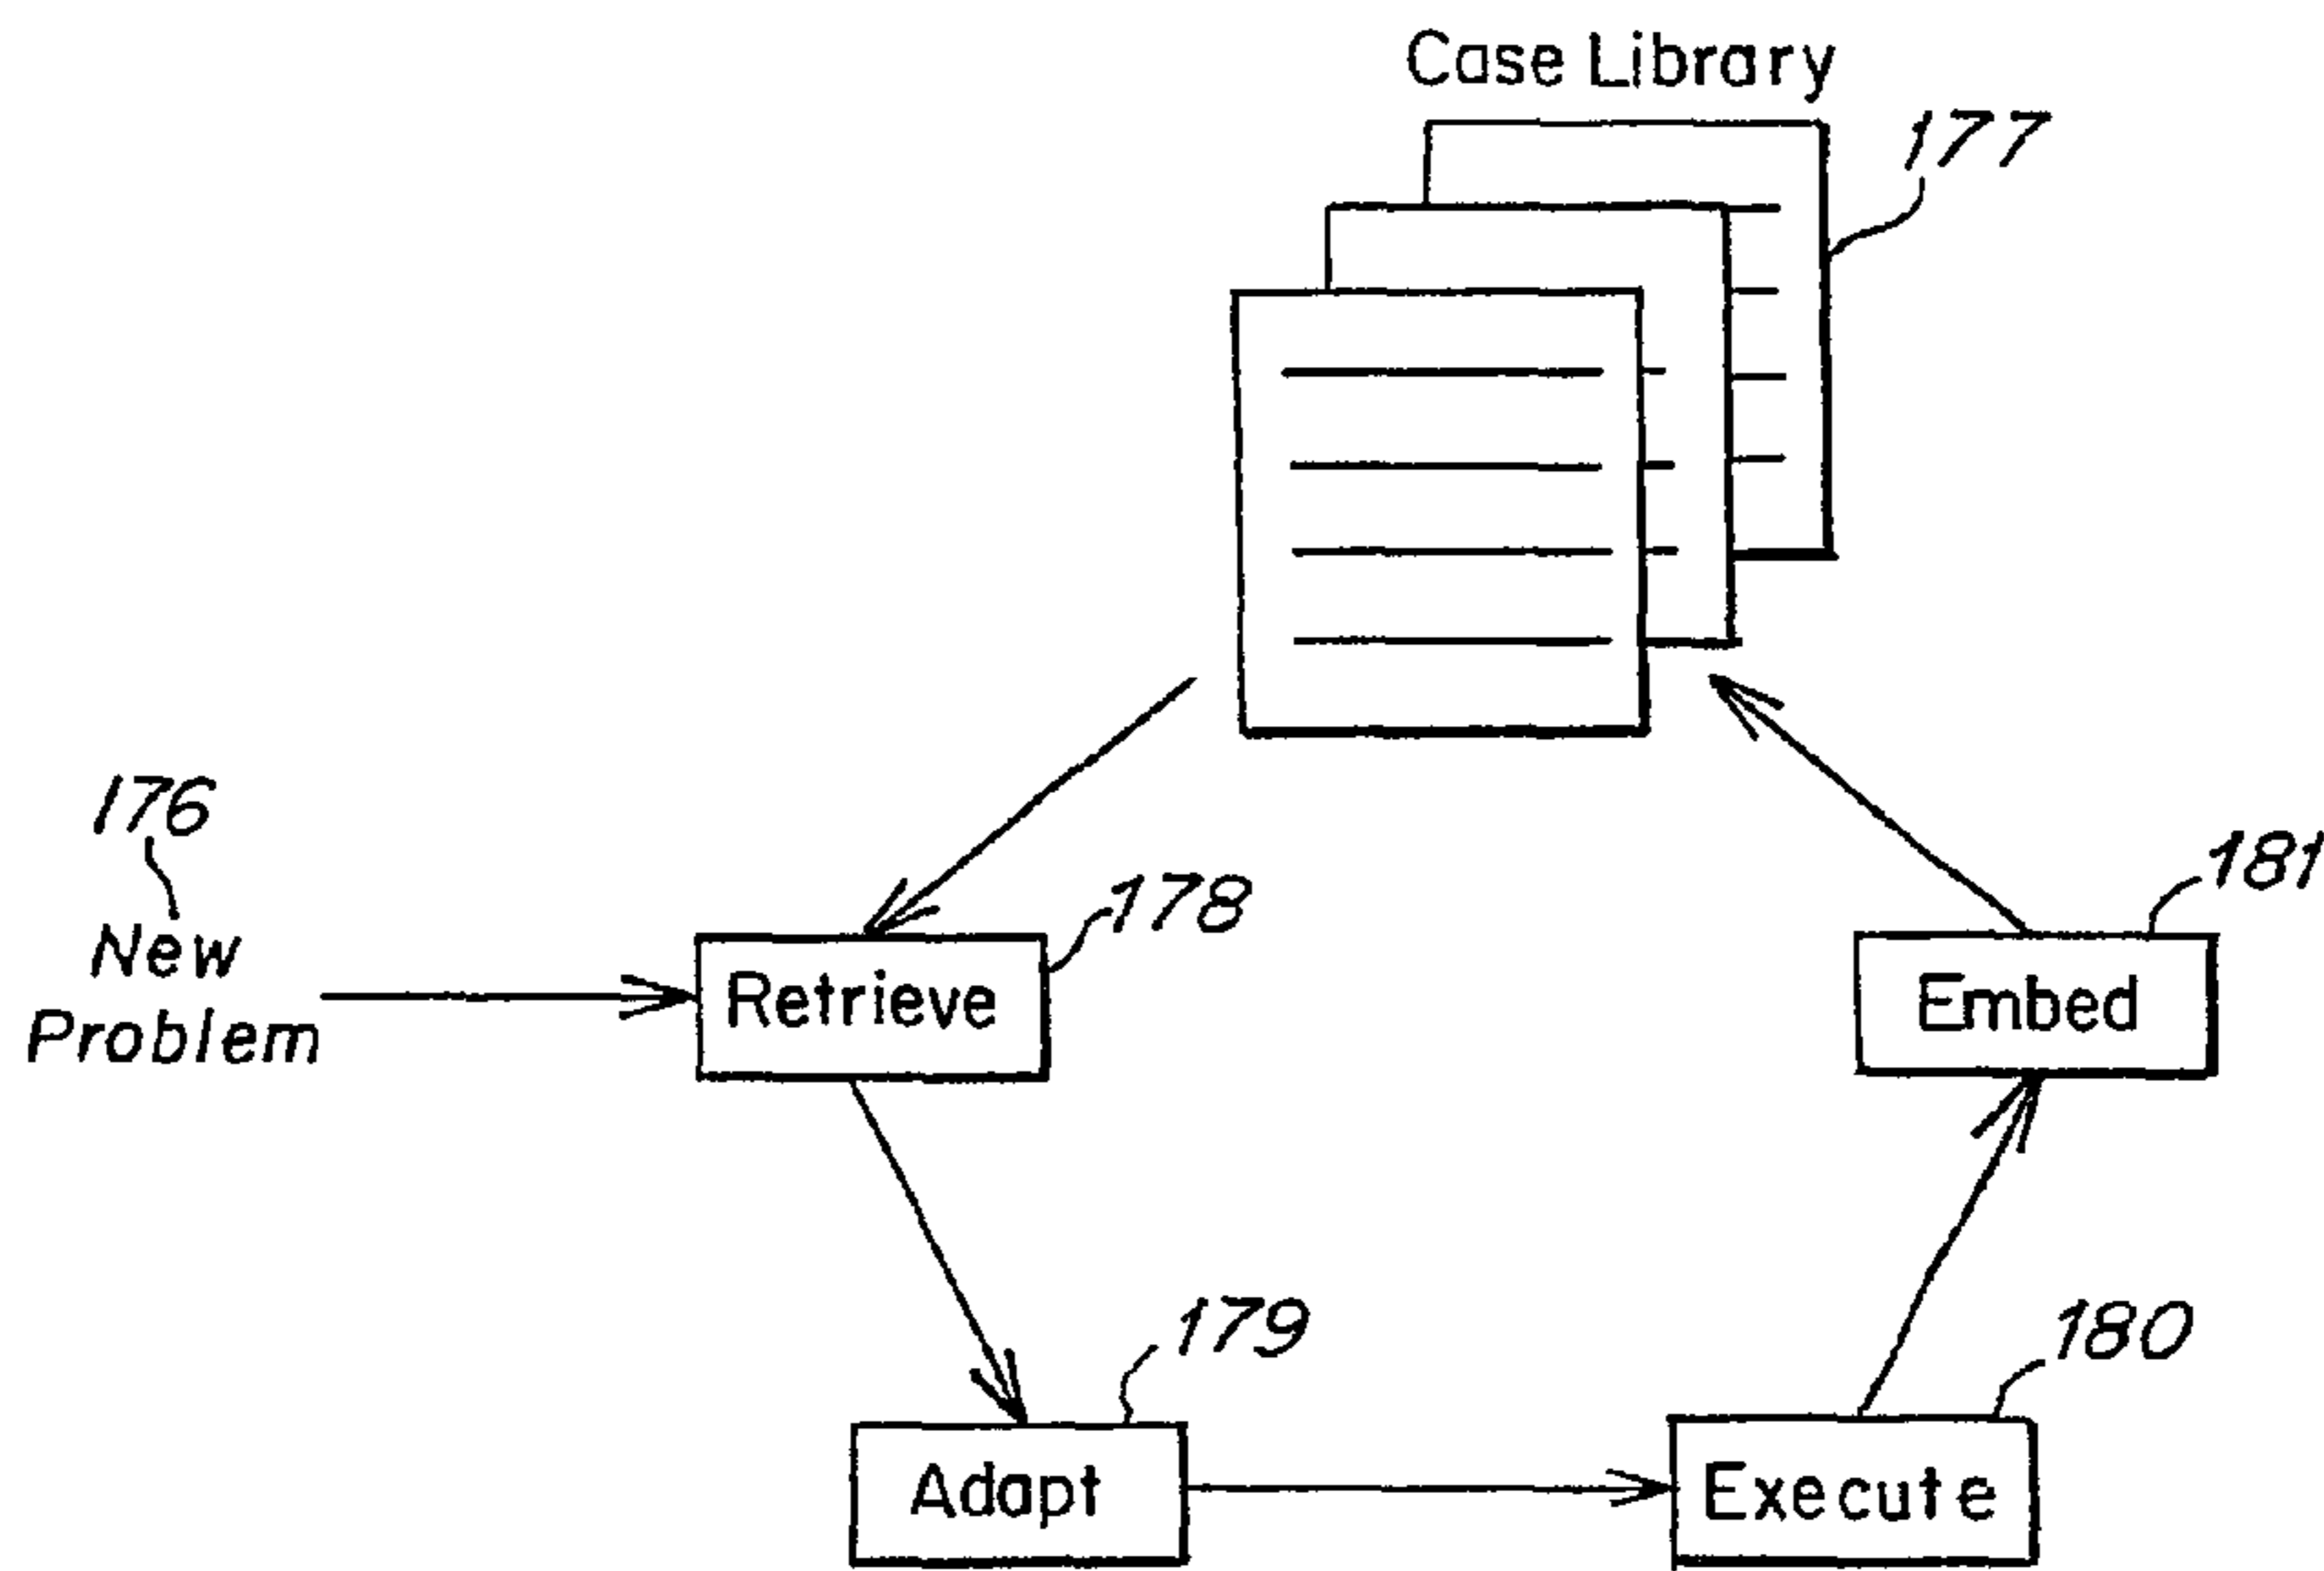 Case Library
177
176
New
Problem
178
Retrieve
181
Embed
179
Adapt
180
Execute